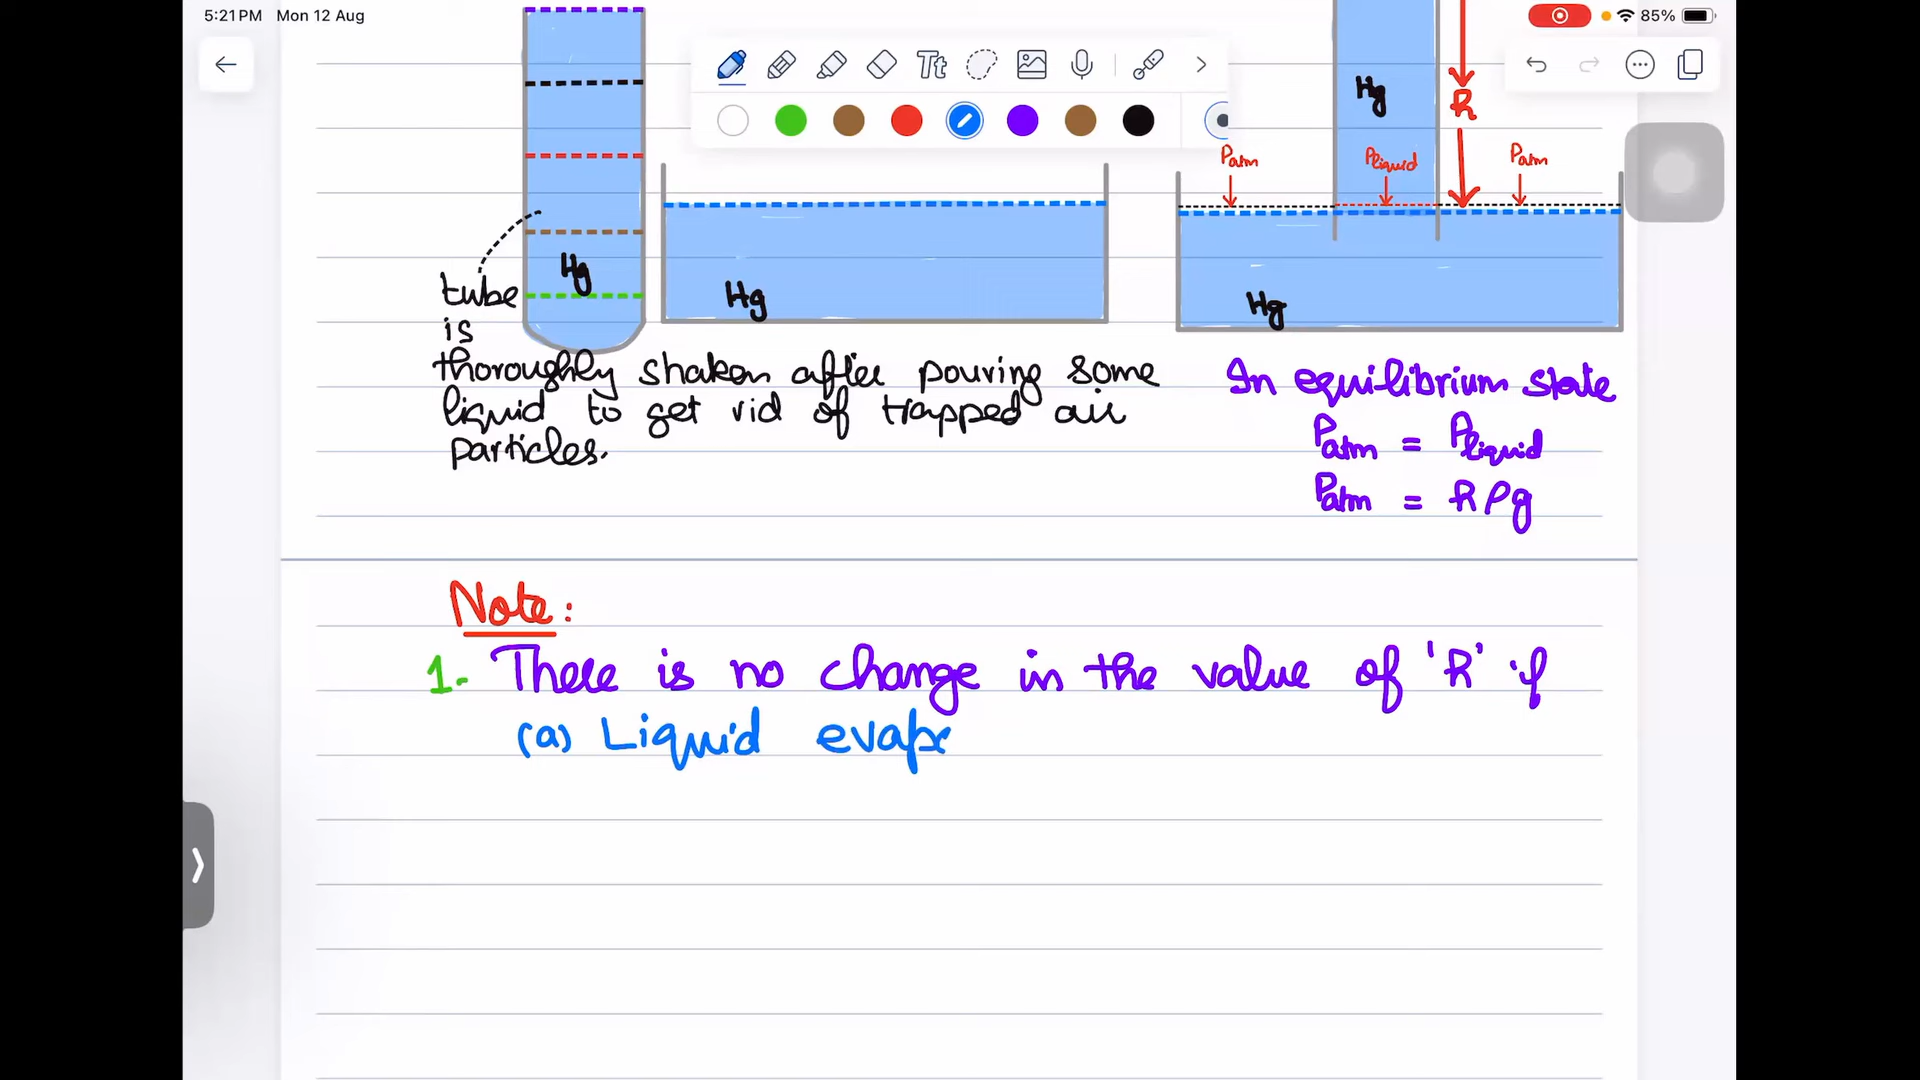 5:21 PM Mon 12 Aug
85%
Tt
Hg
h
Patm
Pliquid
Patm
Hg
Hg
Hg
tube
is
thoroughly shaken after pouring some
liquid to get rid of trapped air
particles.
In equilibrium state
Patm = Pliquid
Patm = hρg
Note:
1. There is no change in the value of 'h' if
(a) Liquid evapo